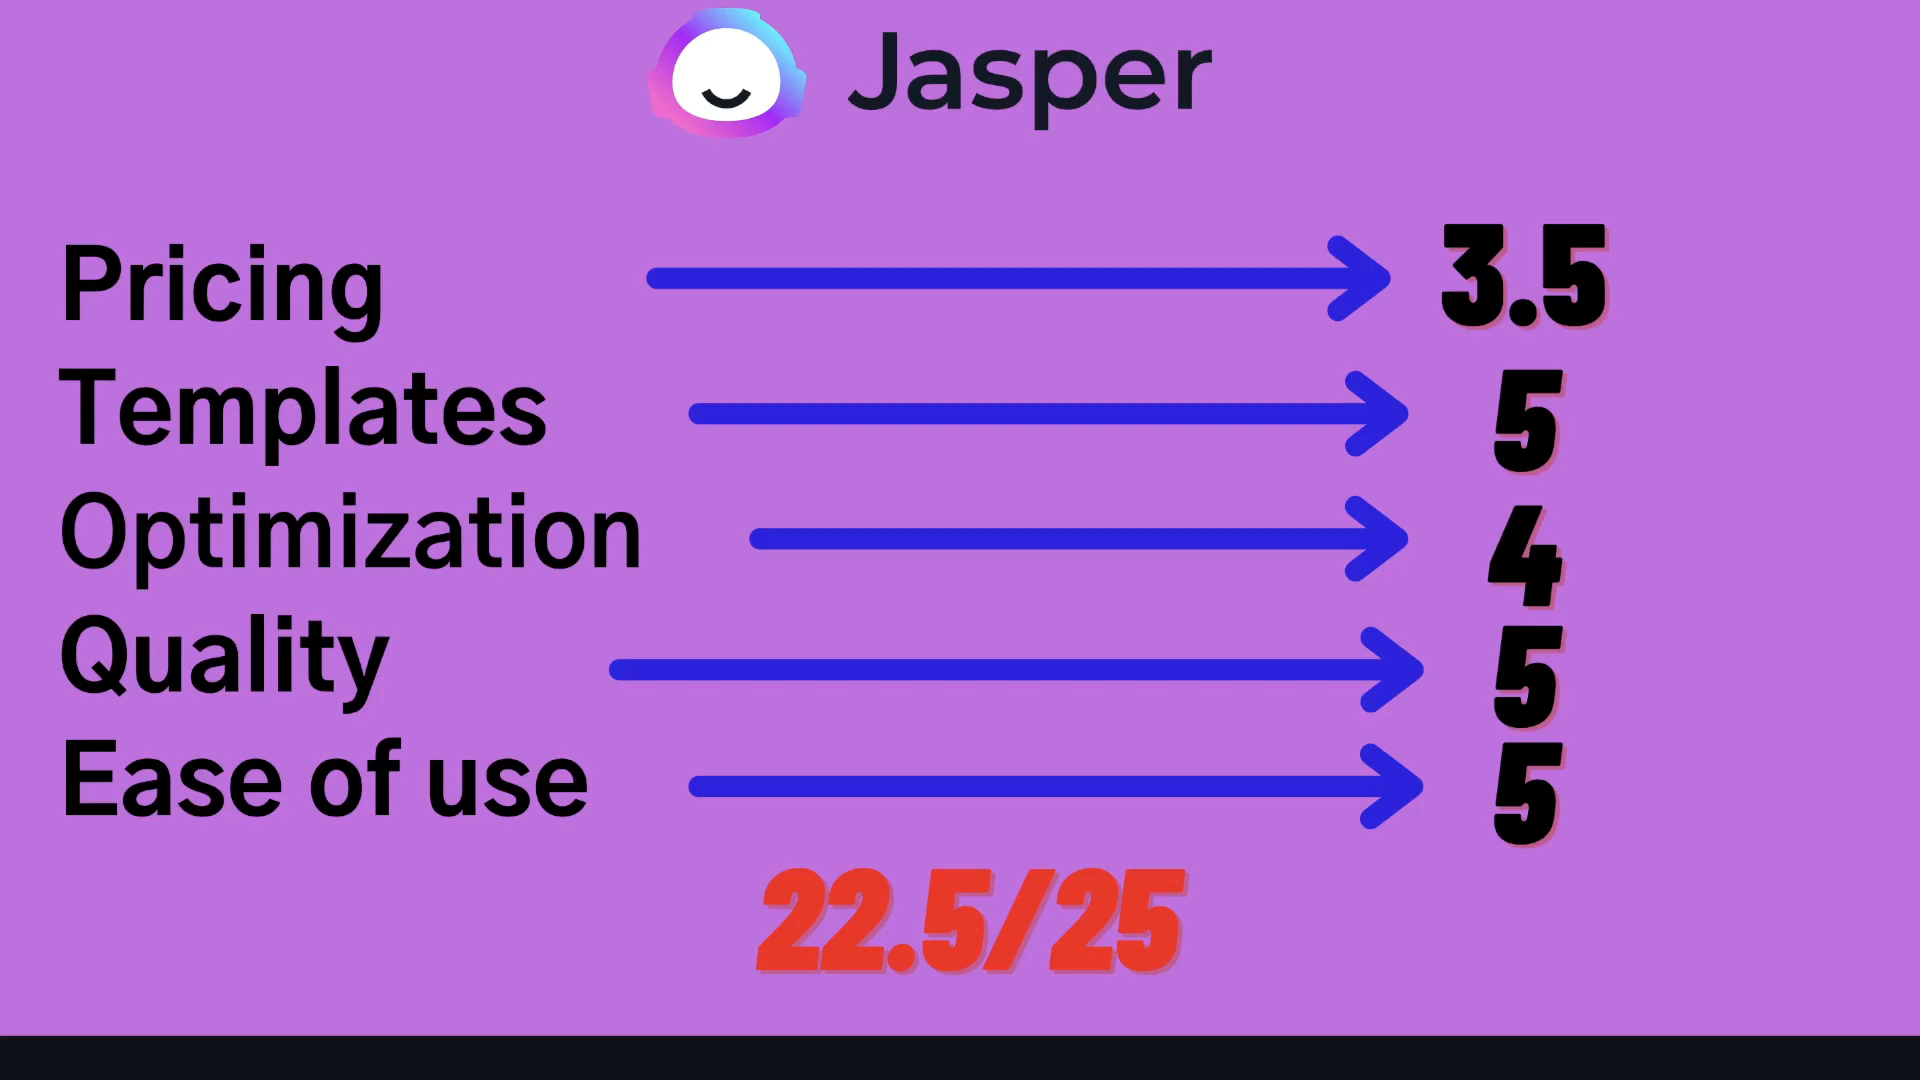 Jasper
Pricing 3.5
Templates 5
Optimization 4
Quality 5
Ease of use 5
22.5/25